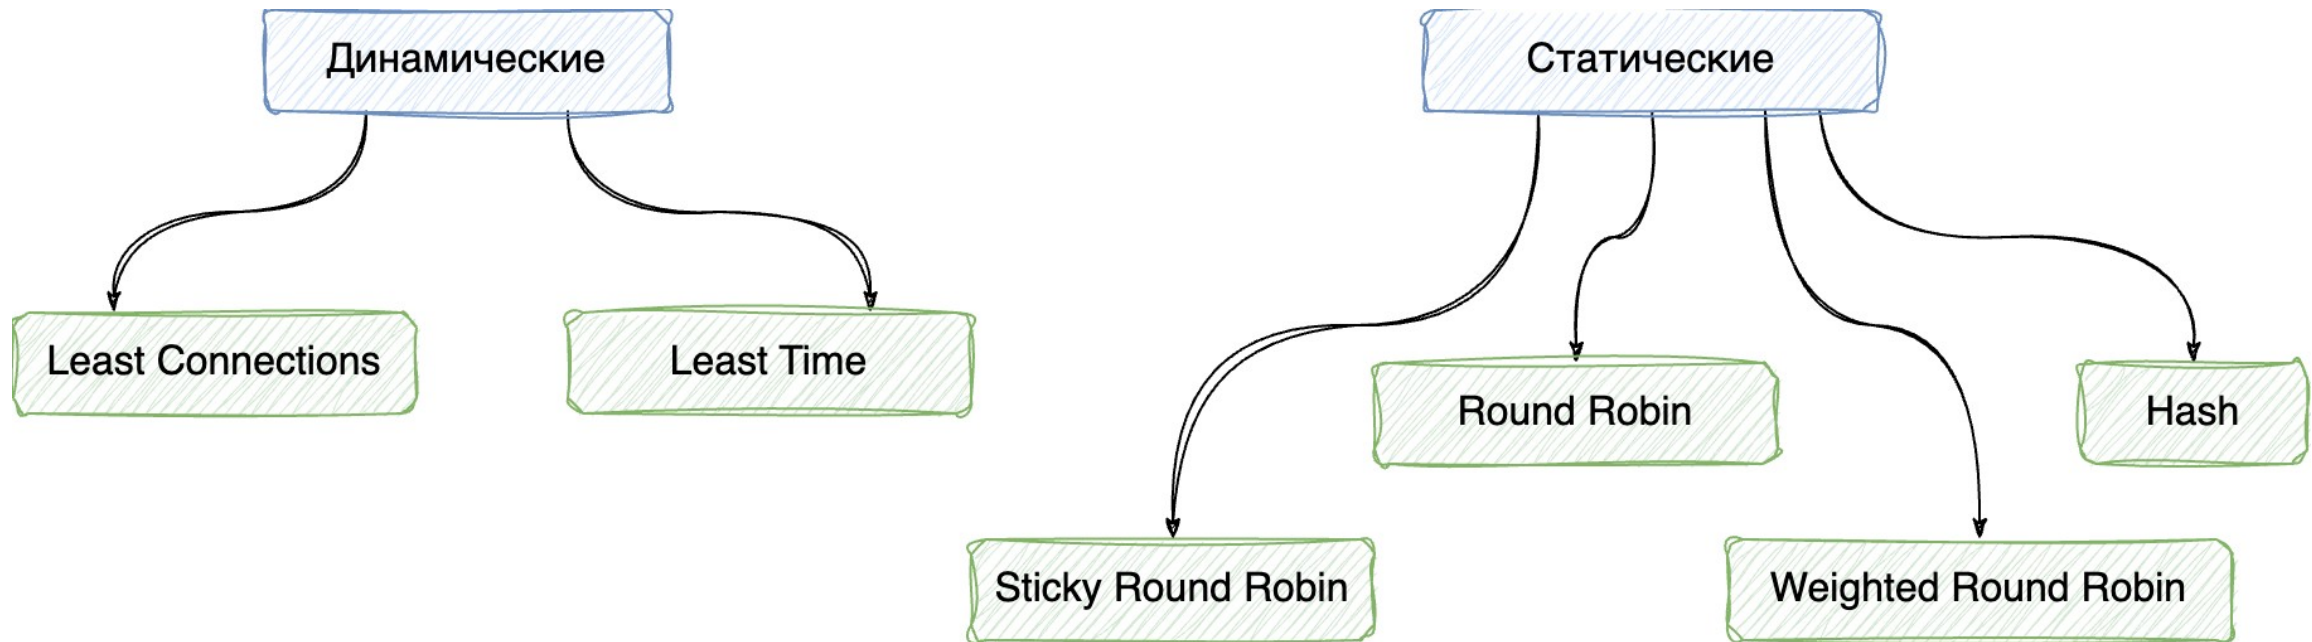 Динамические
Статические
Least Connections
Least Time
Round Robin
Hash
Sticky Round Robin
Weighted Round Robin